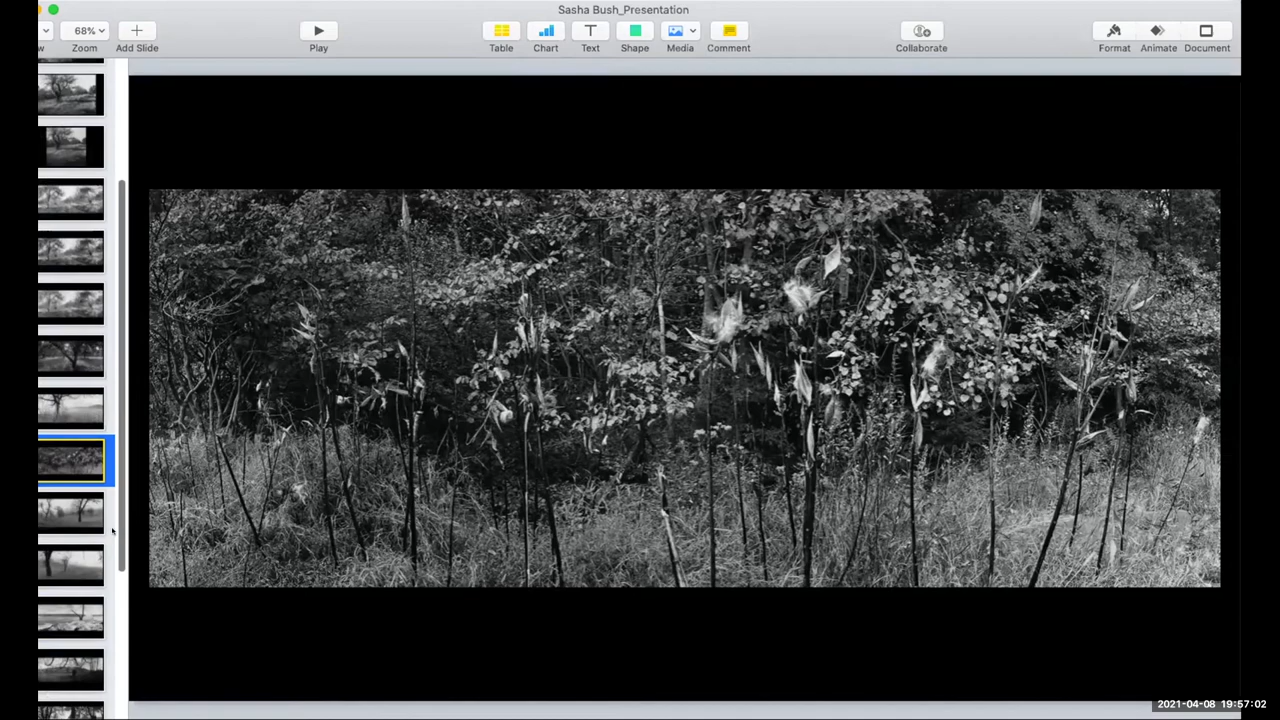 Sasha Bush_Presentation
68%
w Zoom Add Slide Play Table Chart Text Shape Media Comment Collaborate Format Animate Document
2021-04-08 19:57:02